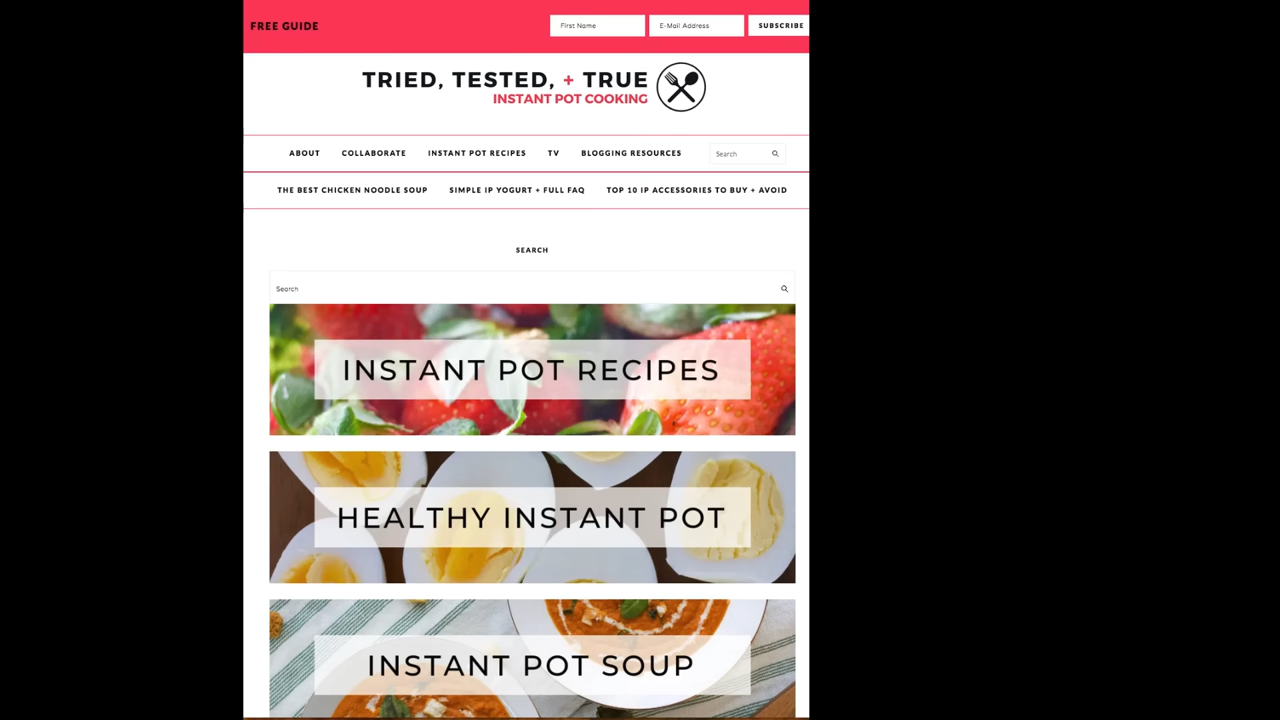 FREE GUIDE
First Name
E-Mail Address
SUBSCRIBE
TRIED, TESTED, + TRUE
INSTANT POT COOKING
ABOUT
COLLABORATE
INSTANT POT RECIPES
TV
BLOGGING RESOURCES
Search
THE BEST CHICKEN NOODLE SOUP
SIMPLE IP YOGURT + FULL FAQ
TOP 10 IP ACCESSORIES TO BUY + AVOID
SEARCH
Search
INSTANT POT RECIPES
HEALTHY INSTANT POT
INSTANT POT SOUP